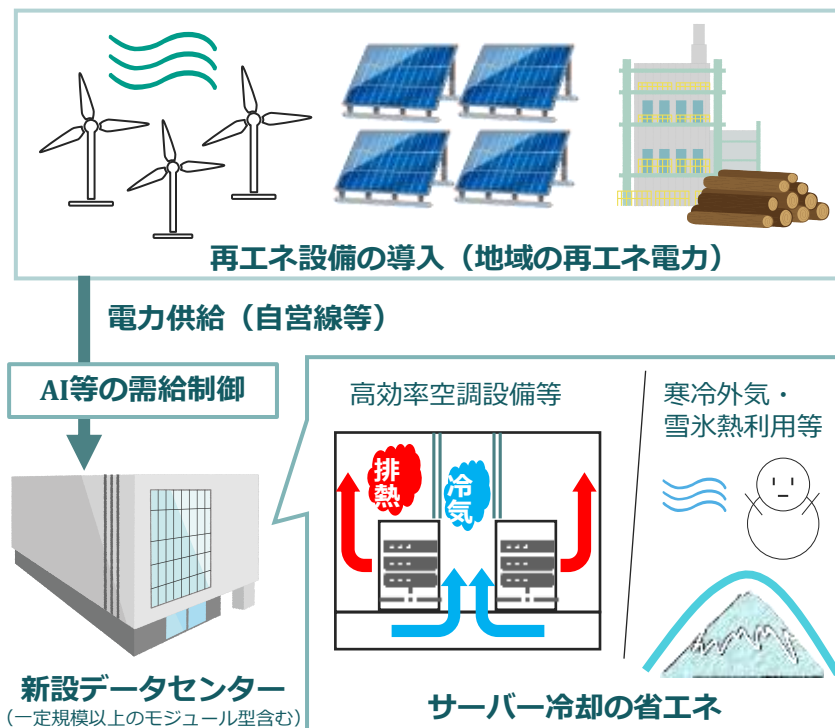 再エネ設備の導入（地域の再エネ電力）
電力供給（自営線等）
AI等の需給制御
高効率空調設備等
寒冷外気・
雪氷熱利用等
排熱
冷気
新設データセンター
（一定規模以上のモジュール型含む）
サーバー冷却の省エネ